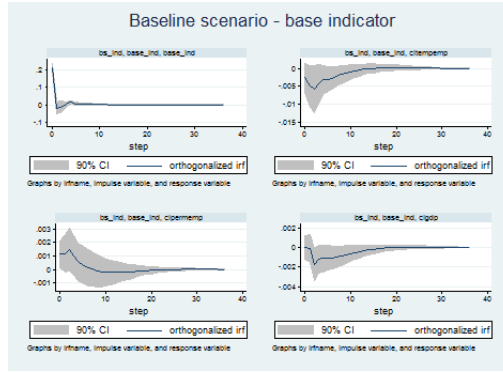 Baseline scenario - base indicator
bs_ind, base_ind, base_ind
.2
.1
0
-.1
0 10 20 30 40
step
90% CI orthogonalized irf
Graphs by irfname, impulse variable, and response variable
bs_ind, base_ind, cltempemp
0
-.005
-.01
-.015
0 10 20 30 40
step
90% CI orthogonalized irf
Graphs by irfname, impulse variable, and response variable
bs_ind, base_ind, clpermemp
.003
.002
.001
0
-.001
0 10 20 30 40
step
90% CI orthogonalized irf
Graphs by irfname, impulse variable, and response variable
bs_ind, base_ind, clgdp
.002
0
-.002
-.004
0 10 20 30 40
step
90% CI orthogonalized irf
Graphs by irfname, impulse variable, and response variable